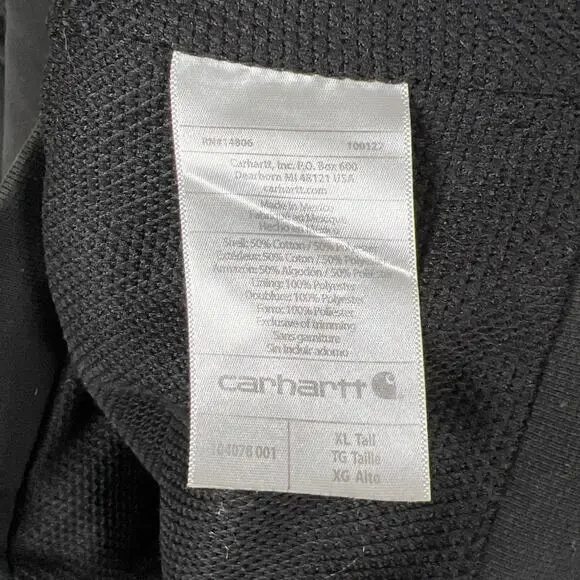 RN#14806 100122
Carhartt, Inc. P.O. Box 600
Dearborn MI 48121 USA
carhartt.com
Made in Mexico
Fabriqué en Mexique
Hecho en Mexico
Shell: 50% Cotton / 50% Polyester
Extérieur: 50% Coton / 50% Polyester
Armazón: 50% Algodón / 50% Poliéster
Lining: 100% Polyester
Doublure: 100% Polyester
Forro: 100% Poliester
Exclusive of trimming
Sans garniture
Sin incluir adorno
carhartt
104078 001
XL Tall
TG Taille
XG Alto